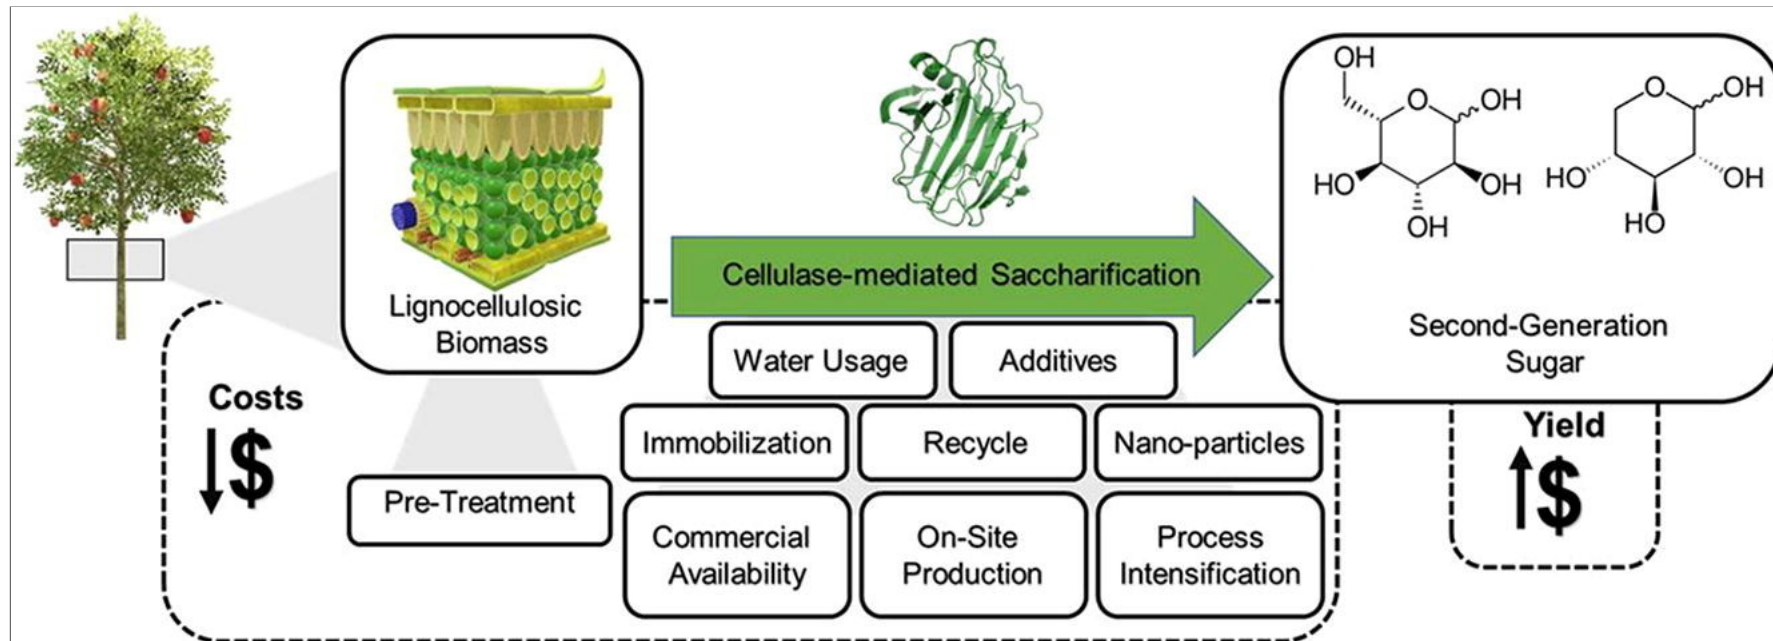 OH
O
OH
HO
OH
OH
O
OH
HO
OH
HO
Lignocellulosic
Biomass
Cellulase-mediated Saccharification
Second-Generation
Sugar
Costs
$
Pre-Treatment
Water Usage
Additives
Immobilization
Recycle
Nano-particles
Commercial
Availability
On-Site
Production
Process
Intensification
Yield
$